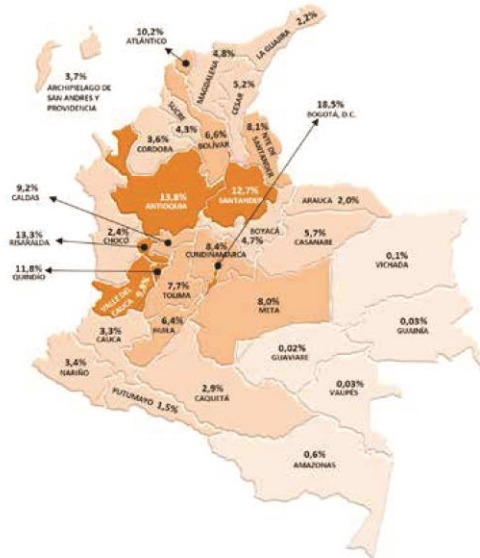 2,2%
LA GUAJIRA
10,2%
ATLÁNTICO
4,8%
MAGDALENA
3,7%
ARCHIPIELAGO DE
SAN ANDRES Y
PROVIDENCIA
5,2%
CESAR
18,5%
BOGOTÁ, D.C.
SUCRE
4,3%
3,6%
CORDOBA
6,6%
BOLÍVAR
8,1%
NTE DE
SANTANDER
9,2%
CALDAS
13,8%
ANTIOQUIA
12,7%
SANTANDER
ARAUCA 2,0%
13,3%
RISARALDA
2,4%
CHOCÓ
BOYACÁ
4,7%
8,4%
CUNDINAMARCA
5,7%
CASANARE
0,1%
VICHADA
11,8%
QUINDÍO
7,7%
TOLIMA
VALLE DEL
CAUCA
8,0%
META
0,03%
GUAINÍA
6,4%
HUILA
3,3%
CAUCA
0,02%
GUAVIARE
3,4%
NARIÑO
2,9%
CAQUETÁ
0,03%
VAUPÉS
PUTUMAYO 1,5%
0,6%
AMAZONAS